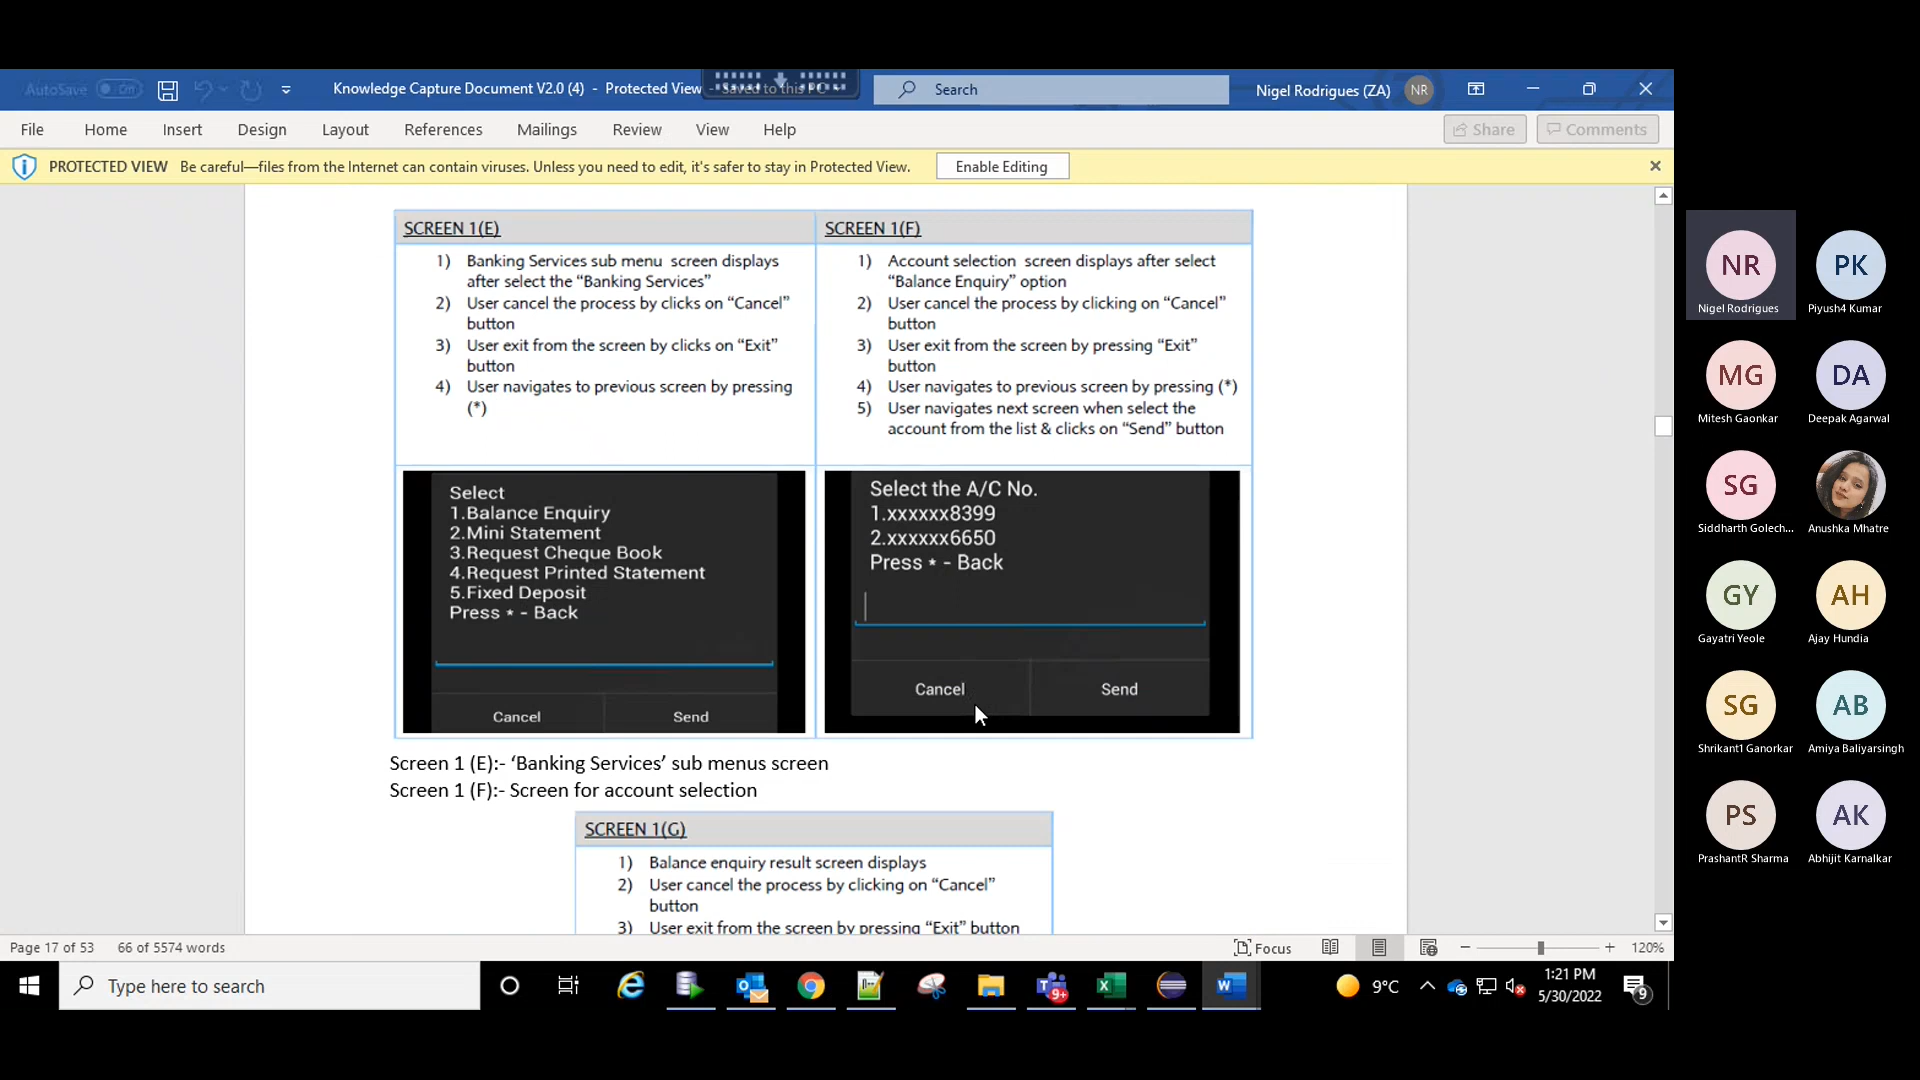 AutoSave Off
Knowledge Capture Document V2.0 (4) - Protected View - Saved to this PC
Search
Nigel Rodrigues (ZA)
NR
File Home Insert Design Layout References Mailings Review View Help
Share
Comments
PROTECTED VIEW Be careful—files from the Internet can contain viruses. Unless you need to edit, it's safer to stay in Protected View.
Enable Editing
SCREEN 1(E)
1) Banking Services sub menu screen displays
after select the “Banking Services”
2) User cancel the process by clicks on “Cancel”
button
3) User exit from the screen by clicks on “Exit”
button
4) User navigates to previous screen by pressing
(*)
SCREEN 1(F)
1) Account selection screen displays after select
“Balance Enquiry” option
2) User cancel the process by clicking on “Cancel”
button
3) User exit from the screen by pressing “Exit”
button
4) User navigates to previous screen by pressing (*)
5) User navigates next screen when select the
account from the list & clicks on “Send” button
Select
1.Balance Enquiry
2.Mini Statement
3.Request Cheque Book
4.Request Printed Statement
5.Fixed Deposit
Press * - Back
Cancel Send
Select the A/C No.
1.xxxxxx8399
2.xxxxxx6650
Press * - Back
Cancel Send
Screen 1 (E):- ‘Banking Services’ sub menus screen
Screen 1 (F):- Screen for account selection
SCREEN 1(G)
1) Balance enquiry result screen displays
2) User cancel the process by clicking on “Cancel”
button
3) User exit from the screen by pressing “Exit” button
Page 17 of 53 66 of 5574 words
Focus
120%
Type here to search
9+
9°C
1:21 PM
5/30/2022
9
NR
Nigel Rodrigues
PK
Piyush4 Kumar
MG
Mitesh Gaonkar
DA
Deepak Agarwal
SG
Siddharth Golech...
Anushka Mhatre
GY
Gayatri Yeole
AH
Ajay Hundia
SG
Shrikant1 Ganorkar
AB
Amiya Baliyarsingh
PS
PrashantR Sharma
AK
Abhijit Karnalkar